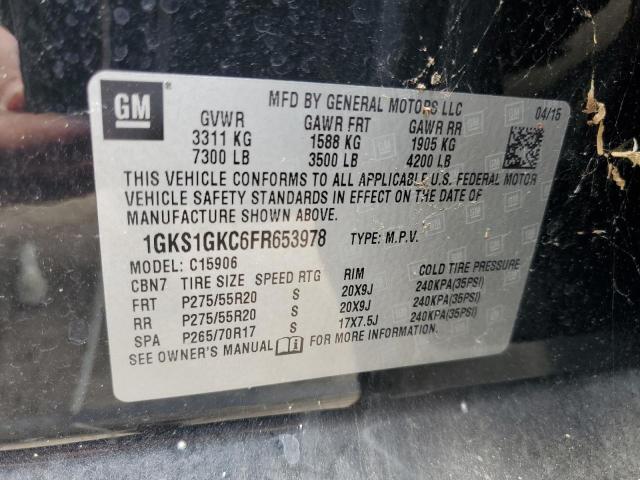 GM
MFD BY GENERAL MOTORS LLC
04/15
GVWR GAWR FRT GAWR RR
3311 KG 1588 KG 1905 KG
7300 LB 3500 LB 4200 LB
THIS VEHICLE CONFORMS TO ALL APPLICABLE U.S. FEDERAL MOTOR
VEHICLE SAFETY STANDARDS IN EFFECT ON THE DATE OF
MANUFACTURE SHOWN ABOVE.
1GKS1GKC6FR653978 TYPE: M.P.V.
MODEL: C15906
CBN7 TIRE SIZE SPEED RTG RIM COLD TIRE PRESSURE
FRT P275/55R20 S 20X9J 240KPA(35PSI)
RR P275/55R20 S 20X9J 240KPA(35PSI)
SPA P265/70R17 S 17X7.5J 240KPA(35PSI)
SEE OWNER'S MANUAL FOR MORE INFORMATION.